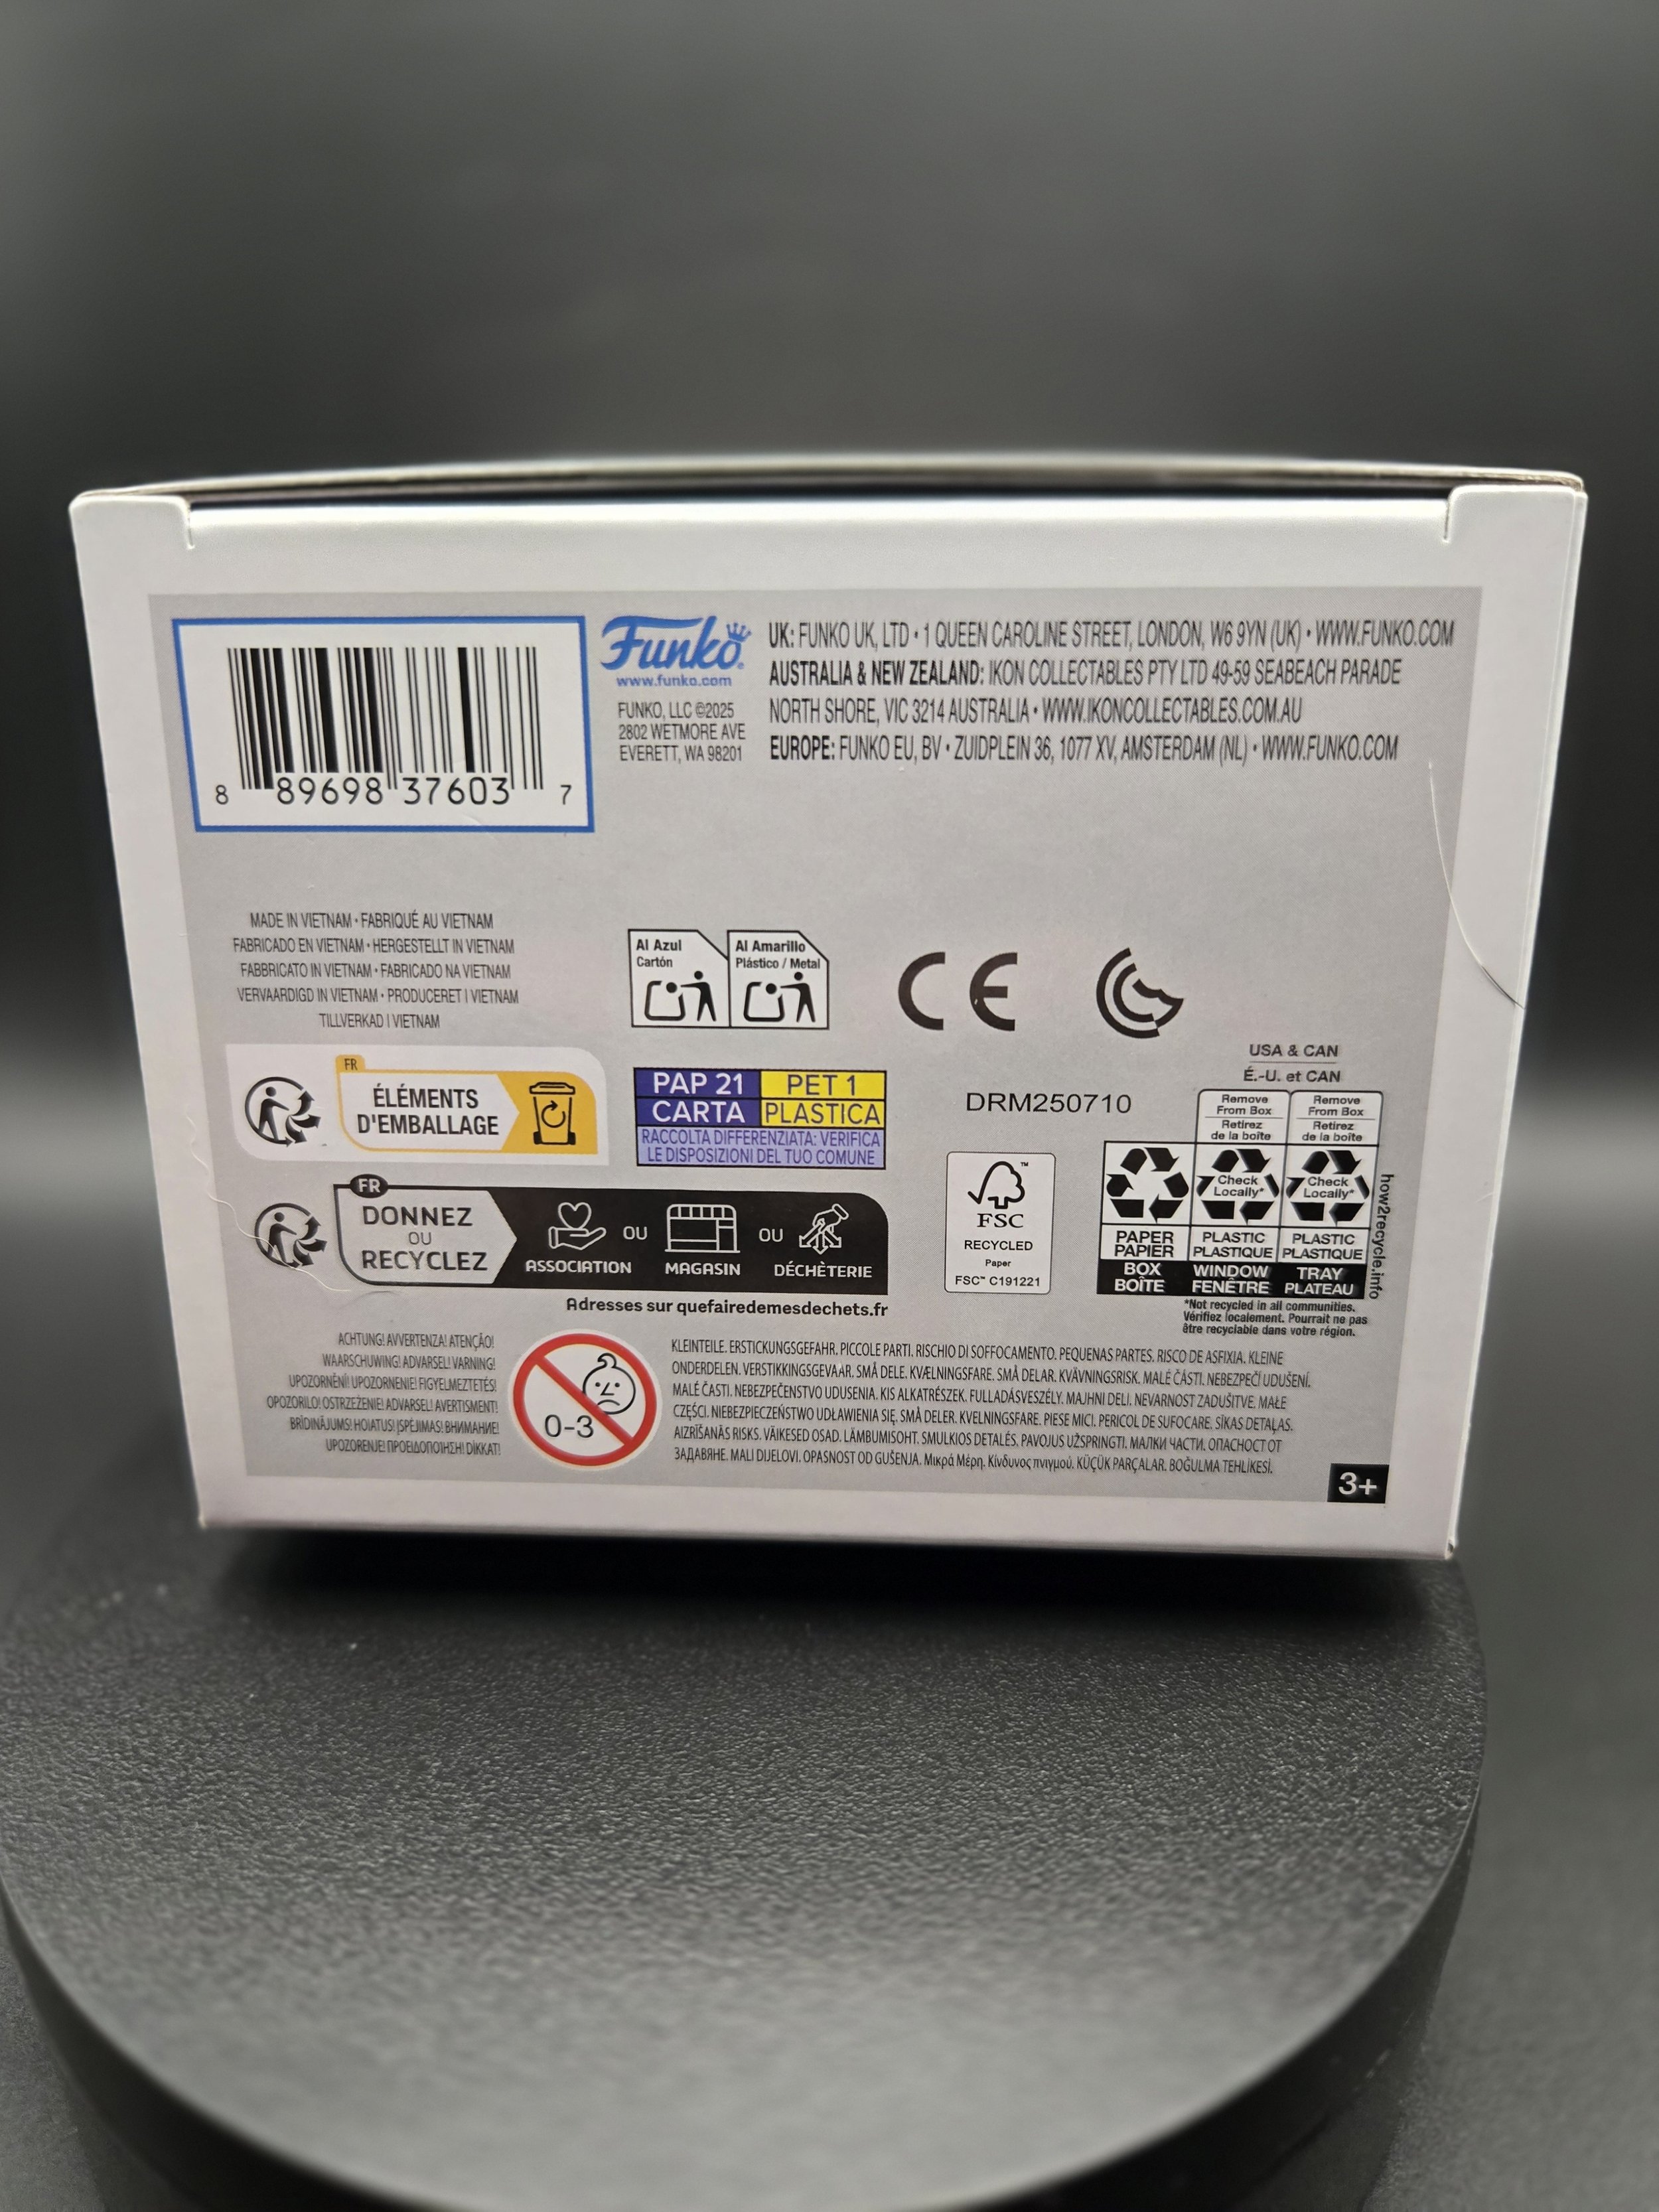 8 89698 37603 7
Funko
www.funko.com
FUNKO, LLC ©2025
2802 WETMORE AVE
EVERETT, WA 98201
UK: FUNKO UK, LTD • 1 QUEEN CAROLINE STREET, LONDON, W6 9YN (UK) • WWW.FUNKO.COM
AUSTRALIA & NEW ZEALAND: IKON COLLECTABLES PTY LTD 49-59 SEABEACH PARADE
NORTH SHORE, VIC 3214 AUSTRALIA • WWW.IKONCOLLECTABLES.COM.AU
EUROPE: FUNKO EU, BV • ZUIDPLEIN 36, 1077 XV, AMSTERDAM (NL) • WWW.FUNKO.COM
MADE IN VIETNAM • FABRIQUÉ AU VIETNAM
FABRICADO EN VIETNAM • HERGESTELLT IN VIETNAM
FABBRICATO IN VIETNAM • FABRICADO NA VIETNAM
VERVAARDIGD IN VIETNAM • PRODUCERET I VIETNAM
TILLVERKAD I VIETNAM
Al Azul
Cartón
Al Amarillo
Plástico / Metal
CE
FR
ÉLÉMENTS
D'EMBALLAGE
PAP 21
CARTA
PET 1
PLASTICA
RACCOLTA DIFFERENZIATA: VERIFICA
LE DISPOSIZIONI DEL TUO COMUNE
DRM250710
USA & CAN
É.-U. et CAN
Remove
From Box
Retirez
de la boîte
Remove
From Box
Retirez
de la boîte
Check
Locally*
Check
Locally*
PAPER
PAPIER
PLASTIC
PLASTIQUE
PLASTIC
PLASTIQUE
BOX
BOÎTE
WINDOW
FENÊTRE
TRAY
PLATEAU
how2recycle.info
*Not recycled in all communities.
Vérifiez localement. Pourrait ne pas
être recyclable dans votre région.
FSC™
RECYCLED
Paper
FSC™ C191221
FR
DONNEZ
OU
RECYCLEZ
ASSOCIATION
OU
MAGASIN
OU
DÉCHÈTERIE
Adresses sur quefairedemesdechets.fr
ACHTUNG! AVVERTENZA! ATENÇÃO!
WAARSCHUWING! ADVARSEL! VARNING!
UPOZORNĚNÍ! UPOZORNENIE! FIGYELMEZTETÉS!
OPOZORILO! OSTRZEŻENIE! ADVARSEL! AVERTISMENT!
BRĪDINĀJUMS! HOIATUS! ĮSPĖJIMAS! ВНИМАНИЕ!
UPOZORENJE! ΠΡΟΕΙΔΟΠΟΙΗΣΗ! DİKKAT!
0-3
KLEINTEILE. ERSTICKUNGSGEFAHR. PICCOLE PARTI. RISCHIO DI SOFFOCAMENTO. PEQUENAS PARTES. RISCO DE ASFIXIA. KLEINE
ONDERDELEN. VERSTIKKINGSGEVAAR. SMÅ DELE. KVÆLNINGSFARE. SMÅ DELAR. KVÄVNINGSRISK. MALÉ ČÁSTI. NEBEZPEČÍ UDUŠENÍ.
MALÉ ČASTI. NEBEZPEČENSTVO UDUSENIA. KIS ALKATRÉSZEK. FULLADÁSVESZÉLY. MAJHNI DELI. NEVARNOST ZADUŠITVE. MAŁE
CZĘŚCI. NIEBEZPIECZEŃSTWO UDŁAWIENIA SIĘ. SMÅ DELER. KVELNINGSFARE. PIESE MICI. PERICOL DE SUFOCARE. SĪKAS DETAĻAS.
AIZRĪŠANĀS RISKS. VÄIKESED OSAD. LÄMBUMISOHT. SMULKIOS DETALĖS. PAVOJUS UŽSPRINGTI. МАЛКИ ЧАСТИ. ОПАСНОСТ ОТ
ЗАДАВЯНЕ. MALI DIJELOVI. OPASNOST OD GUŠENJA. Μικρά Μέρη. Κίνδυνος πνιγμού. KÜÇÜK PARÇALAR. BOĞULMA TEHLİKESİ.
3+